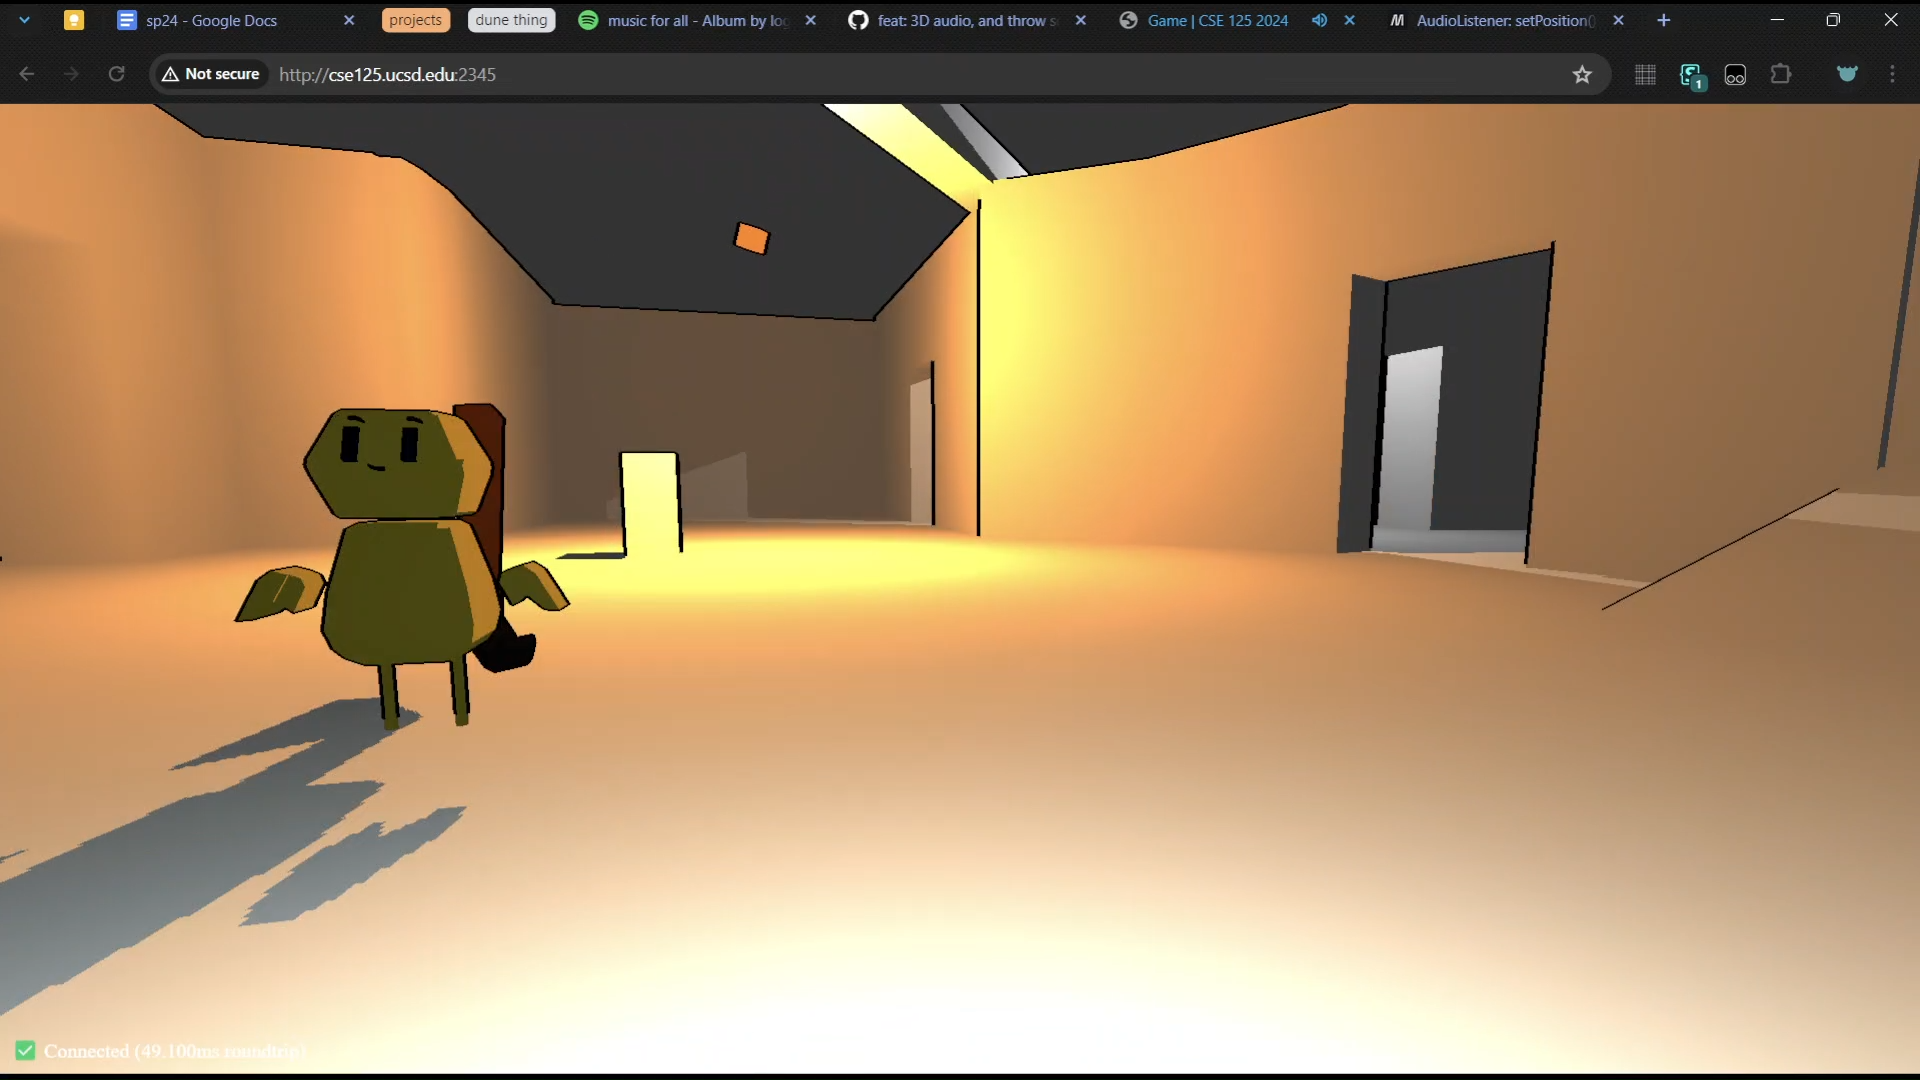 sp24 - Google Docs
projects
dune thing
music for all - Album by lo
feat: 3D audio, and throw s
Game | CSE 125 2024
AudioListener: setPosition()
Not secure
http://cse125.ucsd.edu:2345
1
Connected (49.100ms roundtrip)